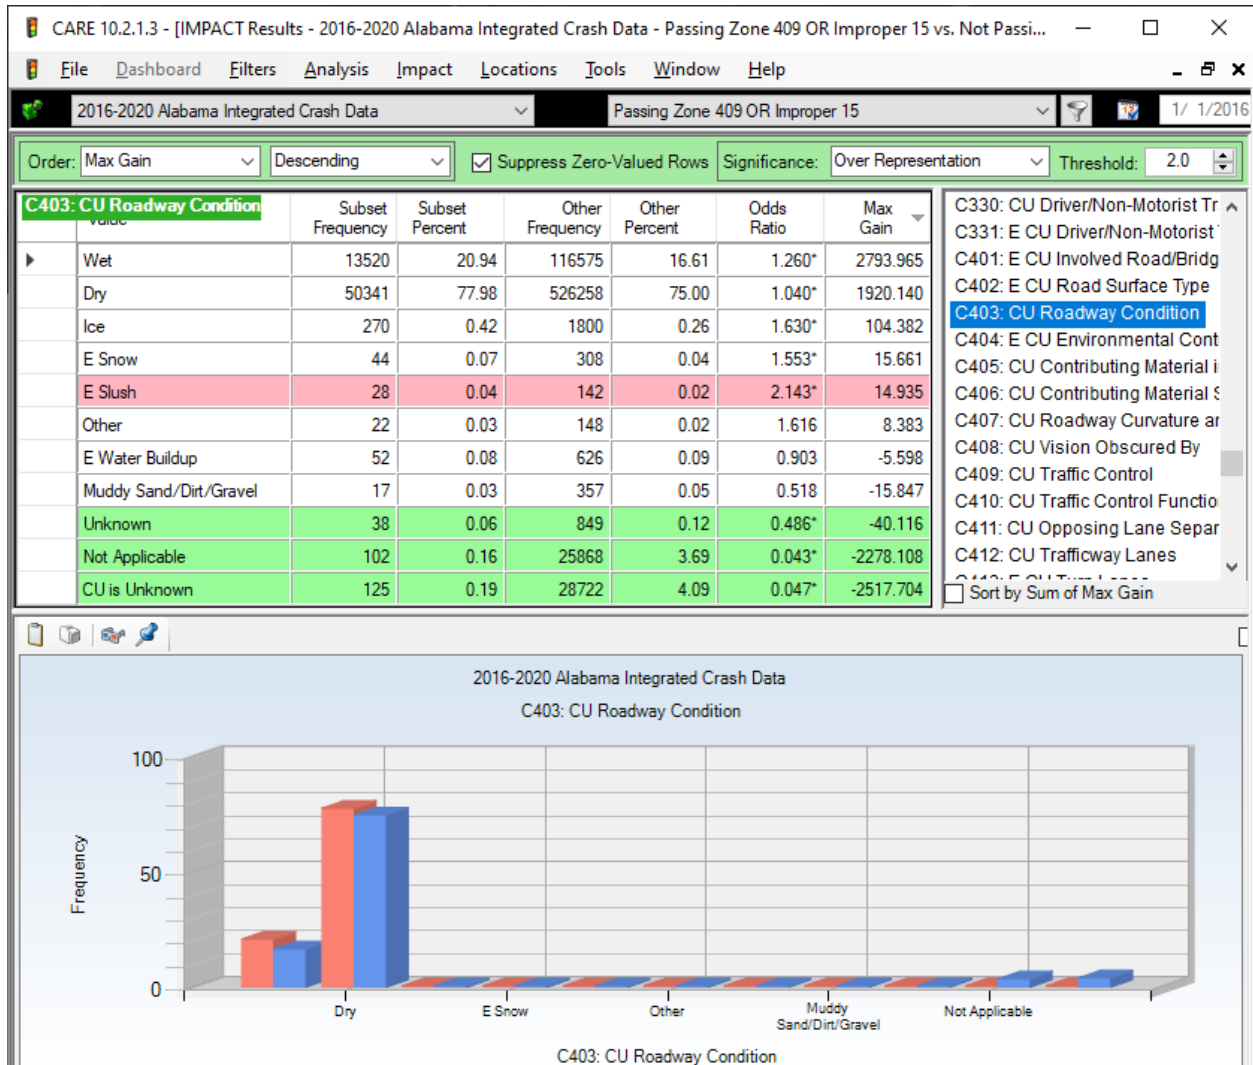 CARE 10.2.1.3 - [IMPACT Results - 2016-2020 Alabama Integrated Crash Data - Passing Zone 409 OR Improper 15 vs. Not Passi...
File Dashboard Filters Analysis Impact Locations Tools Window Help
2016-2020 Alabama Integrated Crash Data Passing Zone 409 OR Improper 15 1/ 1/2016
Order: Max Gain Descending Suppress Zero-Valued Rows Significance: Over Representation Threshold: 2.0
C403: CU Roadway Condition Subset Frequency Subset Percent Other Frequency Other Percent Odds Ratio Max Gain
Wet 13520 20.94 116575 16.61 1.260* 2793.965
Dry 50341 77.98 526258 75.00 1.040* 1920.140
Ice 270 0.42 1800 0.26 1.630* 104.382
E Snow 44 0.07 308 0.04 1.553* 15.661
E Slush 28 0.04 142 0.02 2.143* 14.935
Other 22 0.03 148 0.02 1.616 8.383
E Water Buildup 52 0.08 626 0.09 0.903 -5.598
Muddy Sand/Dirt/Gravel 17 0.03 357 0.05 0.518 -15.847
Unknown 38 0.06 849 0.12 0.486* -40.116
Not Applicable 102 0.16 25868 3.69 0.043* -2278.108
CU is Unknown 125 0.19 28722 4.09 0.047* -2517.704
C330: CU Driver/Non-Motorist Tr
C331: E CU Driver/Non-Motorist
C401: E CU Involved Road/Bridg
C402: E CU Road Surface Type
C403: CU Roadway Condition
C404: E CU Environmental Cont
C405: CU Contributing Material i
C406: CU Contributing Material S
C407: CU Roadway Curvature ar
C408: CU Vision Obscured By
C409: CU Traffic Control
C410: CU Traffic Control Functio
C411: CU Opposing Lane Separ
C412: CU Trafficway Lanes
Sort by Sum of Max Gain
2016-2020 Alabama Integrated Crash Data
C403: CU Roadway Condition
Frequency
100
50
0
Dry E Snow Other Muddy Sand/Dirt/Gravel Not Applicable
C403: CU Roadway Condition